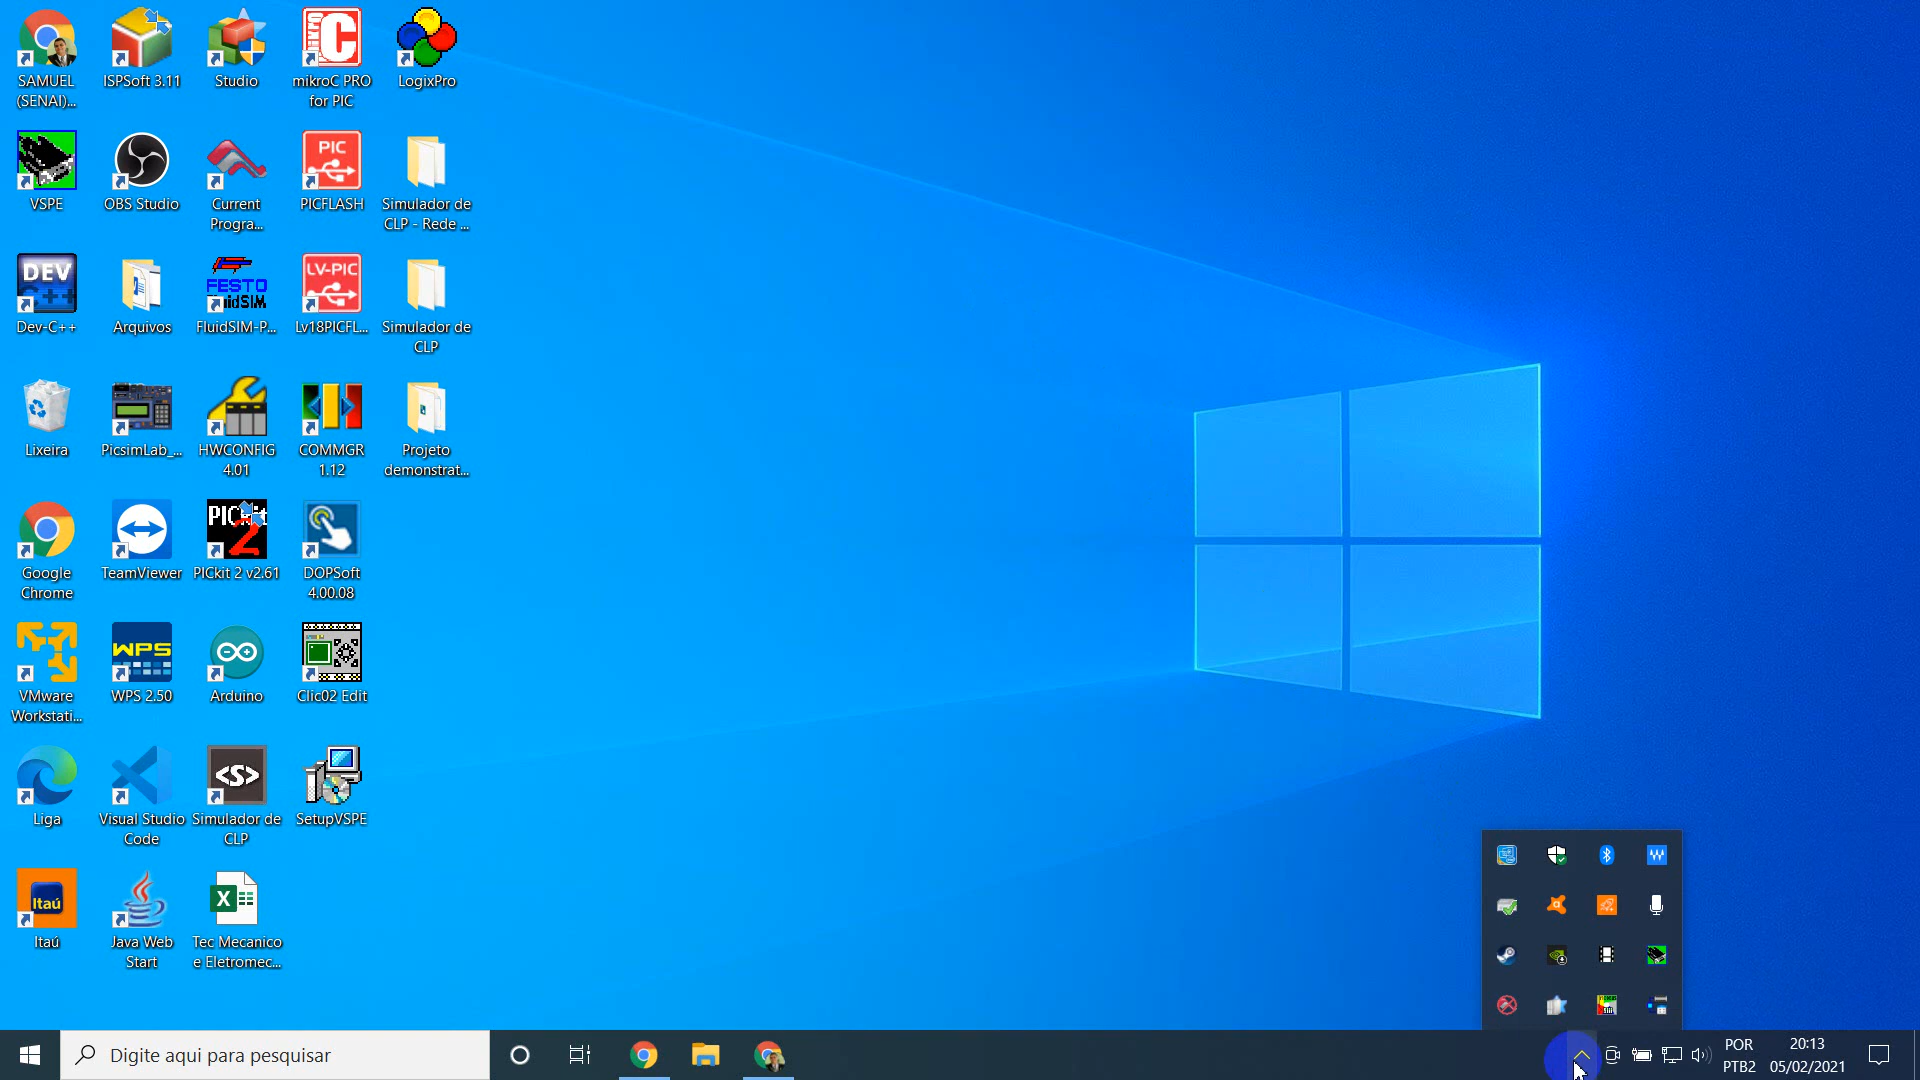 SAMUEL
(SENAI)...
ISPSoft 3.11
Studio
mikroC PRO
for PIC
LogixPro
VSPE
OBS Studio
Current
Progra...
PIC
PICFLASH
Simulador de
CLP - Rede ...
DEV
C++
Dev-C++
Arquivos
FESTO
FluidSIM-P...
LV-PIC
Lv18PICFL...
Simulador de
CLP
Lixeira
PicsimLab_...
HWCONFIG
4.01
COMMGR
1.12
Projeto
demonstrat...
Google
Chrome
TeamViewer
PICkit
2
PICkit 2 v2.61
DOPSoft
4.00.08
VMware
Workstati...
WPS
WPS 2.50
Arduino
Clic02 Edit
Liga
Visual Studio
Code
<S>
Simulador de
CLP
SetupVSPE
Itaú
Itaú
Java Web
Start
X
Tec Mecanico
e Eletromec...
Digite aqui para pesquisar
POR
PTB2
20:13
05/02/2021